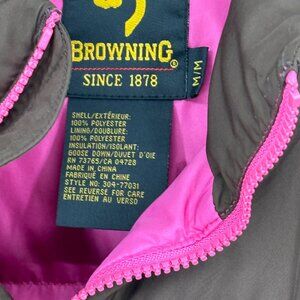 BROWNING®
SINCE 1878
M/M
SHELL/EXTÉRIEUR:
100% POLYESTER
LINING/DOUBLURE:
100% POLYESTER
INSULATION/ISOLANT:
GOOSE DOWN/DUVET D'OIE
RN 73765/CA 04728
MADE IN CHINA
FABRIQUÉ EN CHINE
STYLE NO: 304-77031
SEE REVERSE FOR CARE
ENTRETIEN AU VERSO